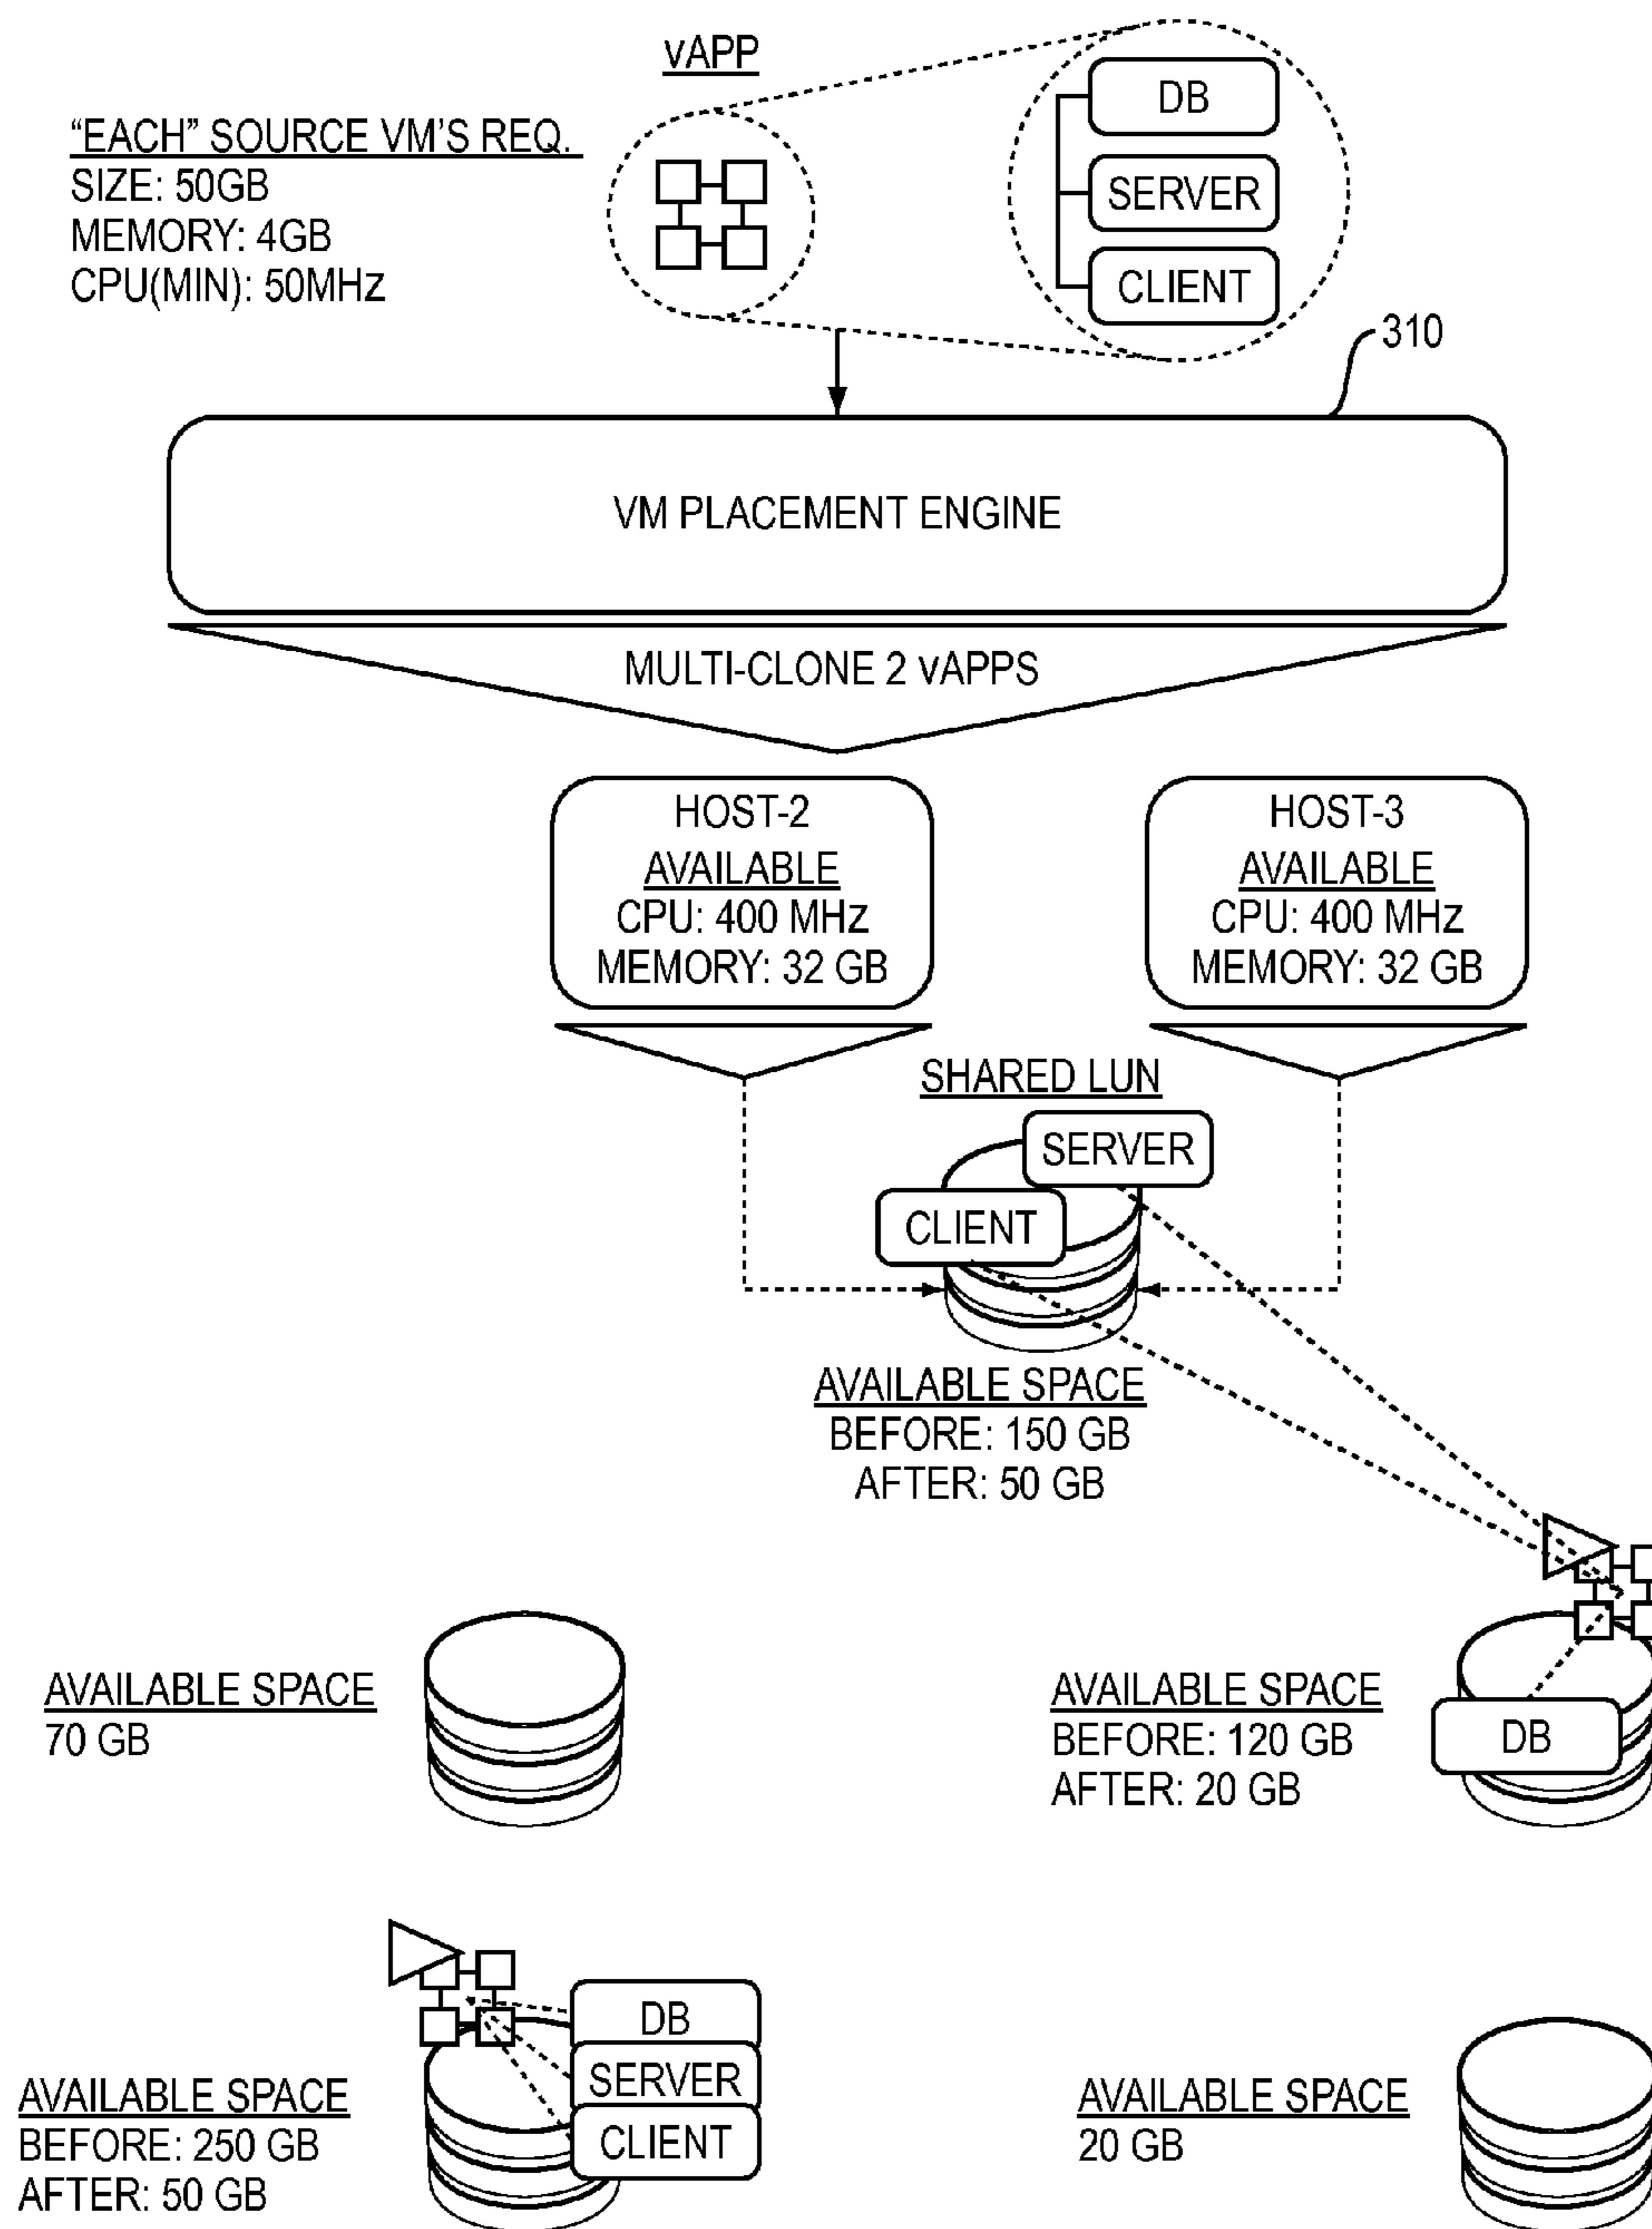 vAPP
"EACH" SOURCE VM'S REQ.
SIZE: 50GB
MEMORY: 4GB
CPU(MIN): 50MHz
DB
SERVER
CLIENT
310
VM PLACEMENT ENGINE
MULTI-CLONE 2 vAPPS
HOST-2
AVAILABLE
CPU: 400 MHz
MEMORY: 32 GB
HOST-3
AVAILABLE
CPU: 400 MHz
MEMORY: 32 GB
SHARED LUN
SERVER
CLIENT
AVAILABLE SPACE
BEFORE: 150 GB
AFTER: 50 GB
AVAILABLE SPACE
70 GB
AVAILABLE SPACE
BEFORE: 120 GB
AFTER: 20 GB
DB
AVAILABLE SPACE
BEFORE: 250 GB
AFTER: 50 GB
DB
SERVER
CLIENT
AVAILABLE SPACE
20 GB